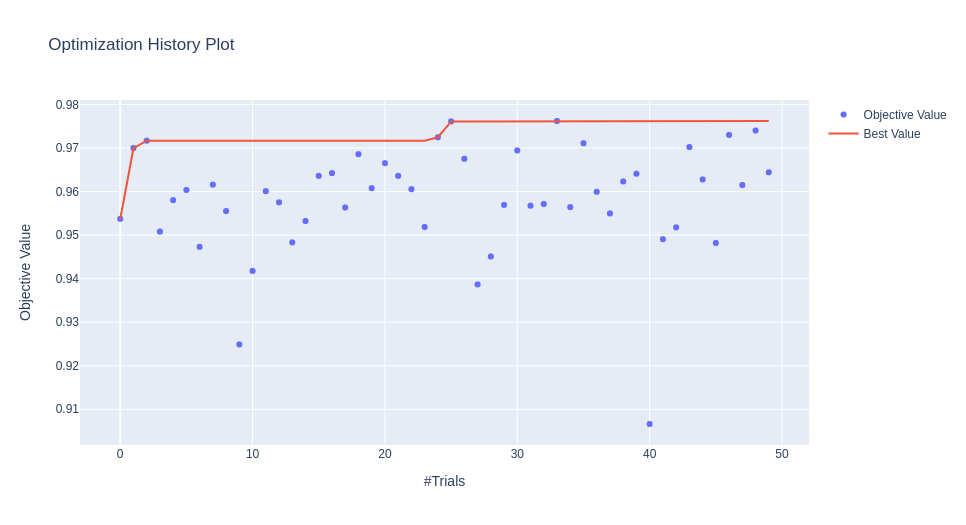 Optimization History Plot
Objective Value
Best Value
0.98
0.97
0.96
0.95
0.94
0.93
0.92
0.91
Objective Value
0
10
20
30
40
50
#Trials